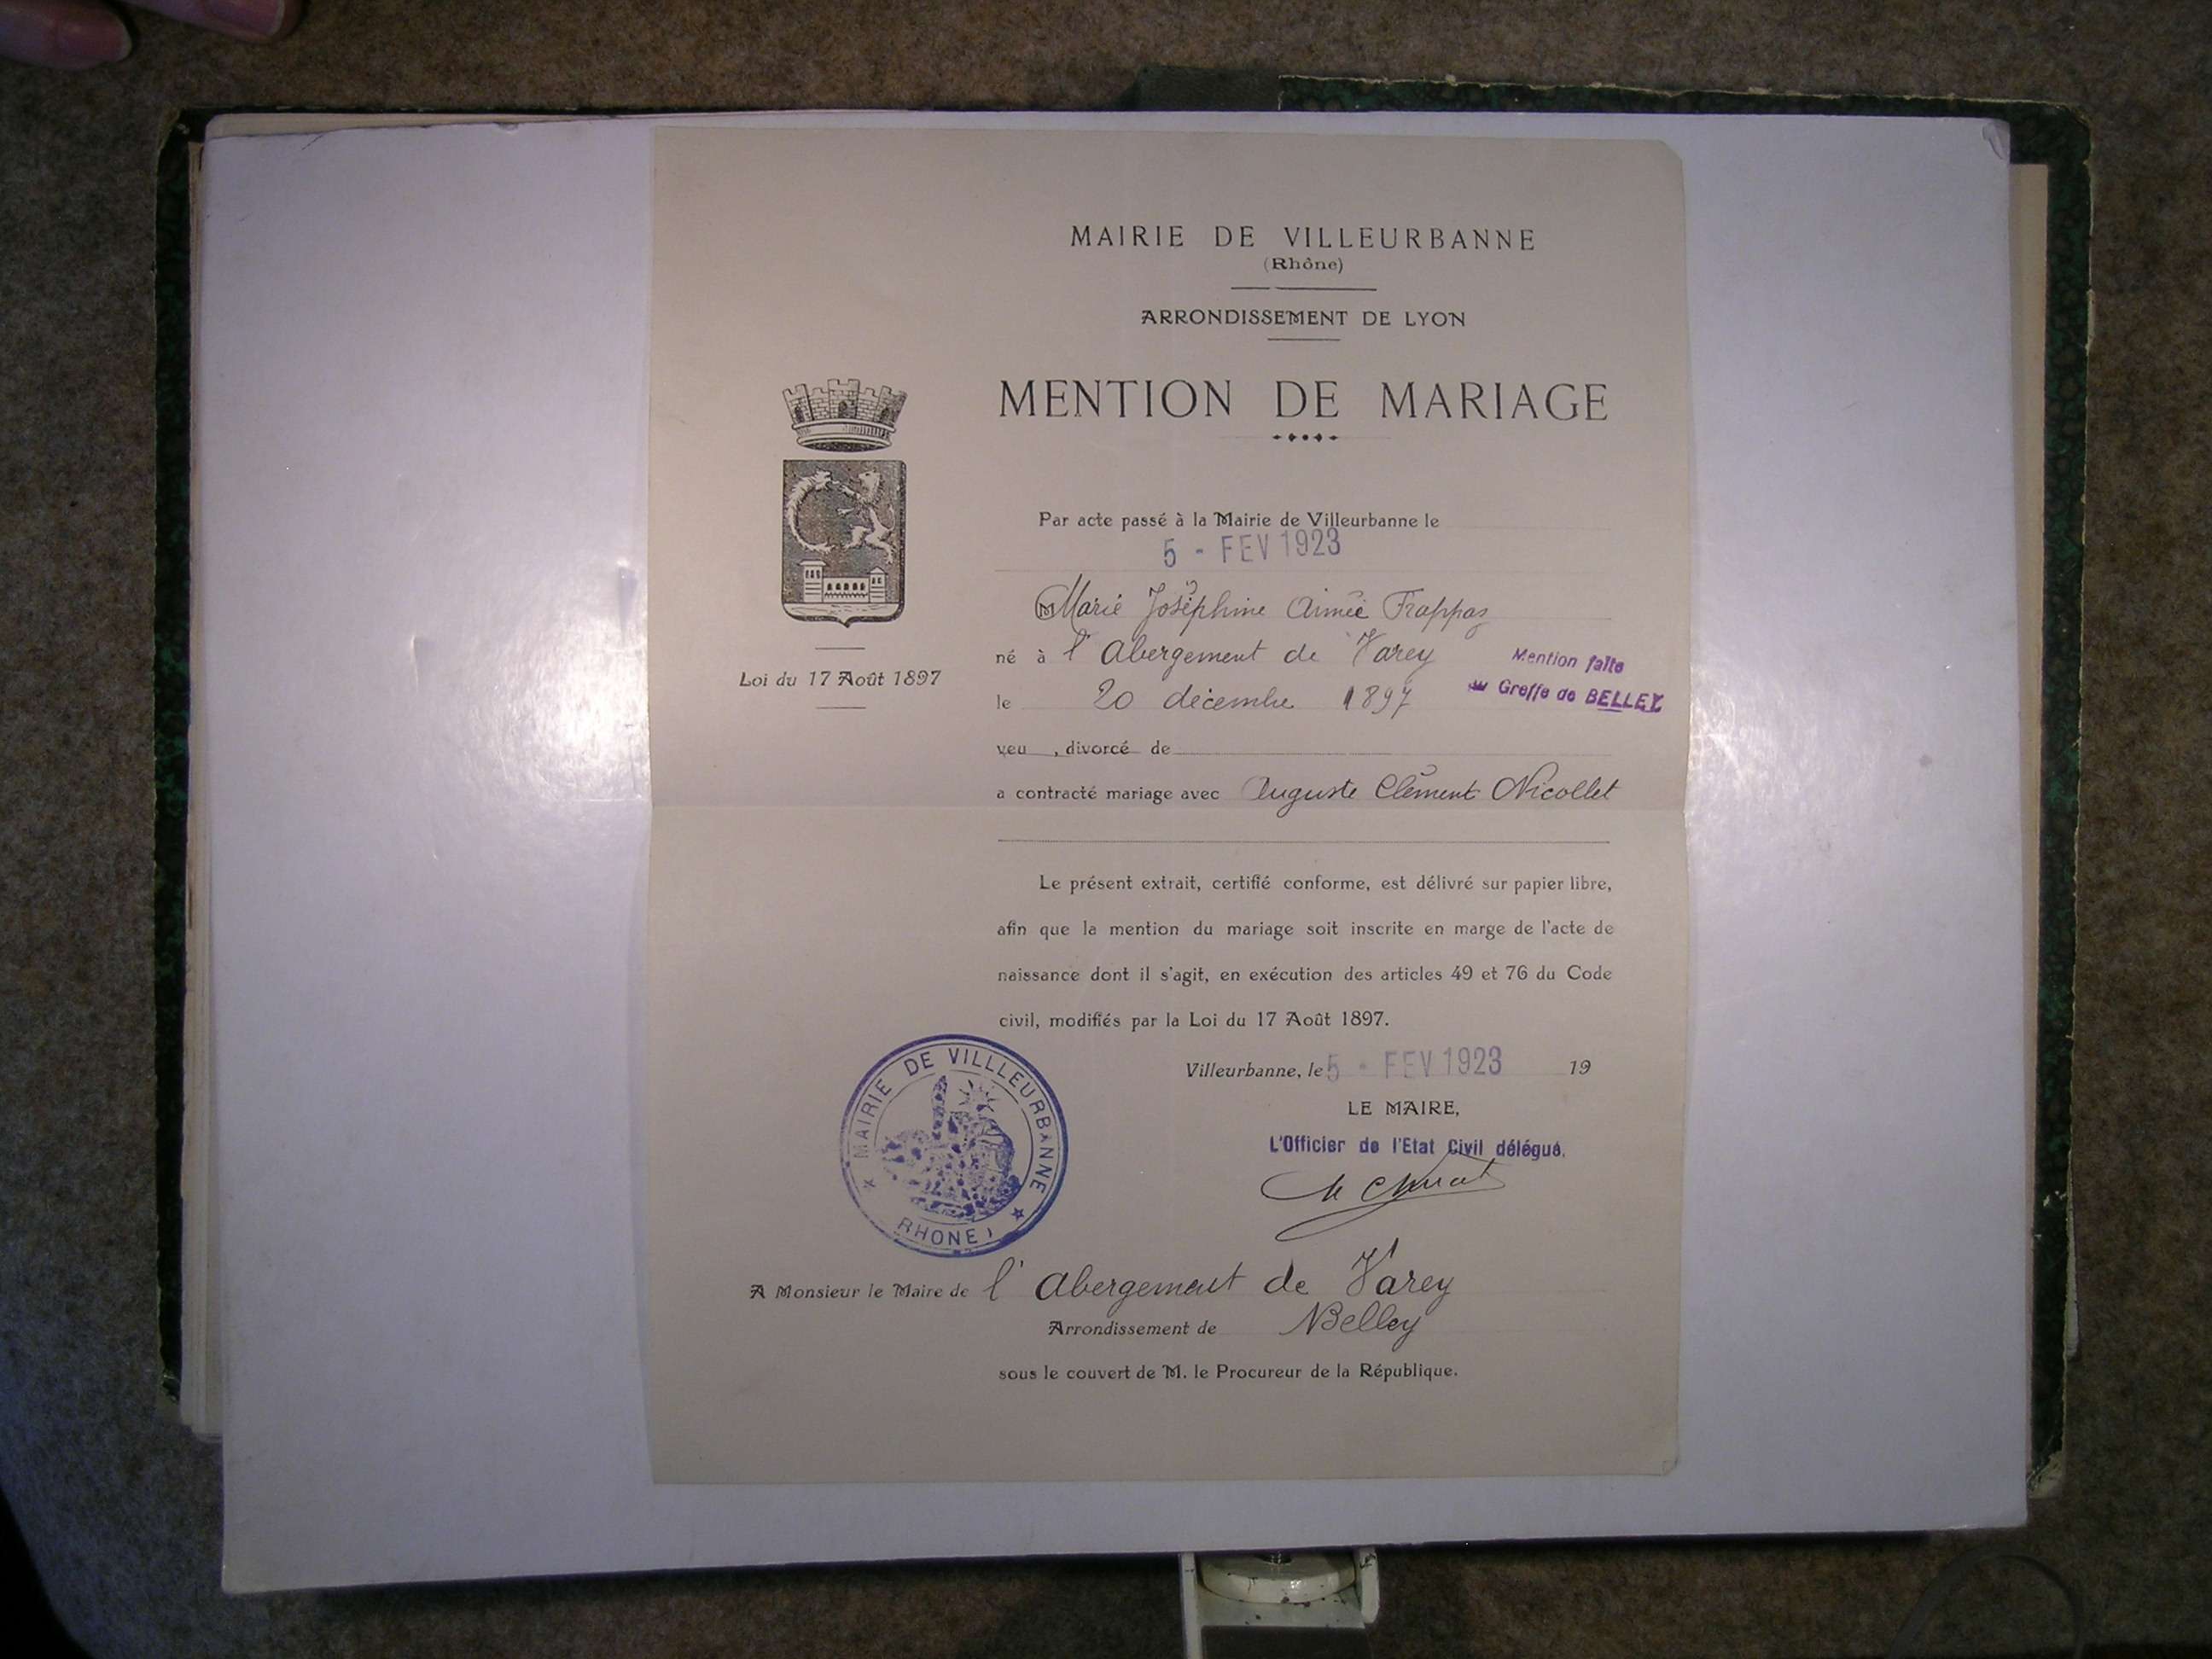 MAIRIE DE VILLEURBANNE
(Rhône)
ARRONDISSEMENT DE LYON
MENTION DE MARIAGE
Loi du 17 Août 1897
Par acte passé à la Mairie de Villeurbanne le
5 - FEV 1923
M Marie Joséphine Aimée Frappaz
né à l'Abergement de Varey
Mention faite
Greffe de BELLEY
le 20 décembre 1897
veu , divorcé de
a contracté mariage avec Auguste Clément Nicollet
Le présent extrait, certifié conforme, est délivré sur papier libre,
afin que la mention du mariage soit inscrite en marge de l'acte de
naissance dont il s'agit, en exécution des articles 49 et 76 du Code
civil, modifiés par la Loi du 17 Août 1897.
Villeurbanne, le 5 - FEV 1923 19
LE MAIRE,
L'Officier de l'Etat Civil délégué,
MAIRIE DE VILLLEURBANNE
RHONE)
A Monsieur le Maire de l'Abergement de Varey
Arrondissement de Belley
sous le couvert de M. le Procureur de la République.